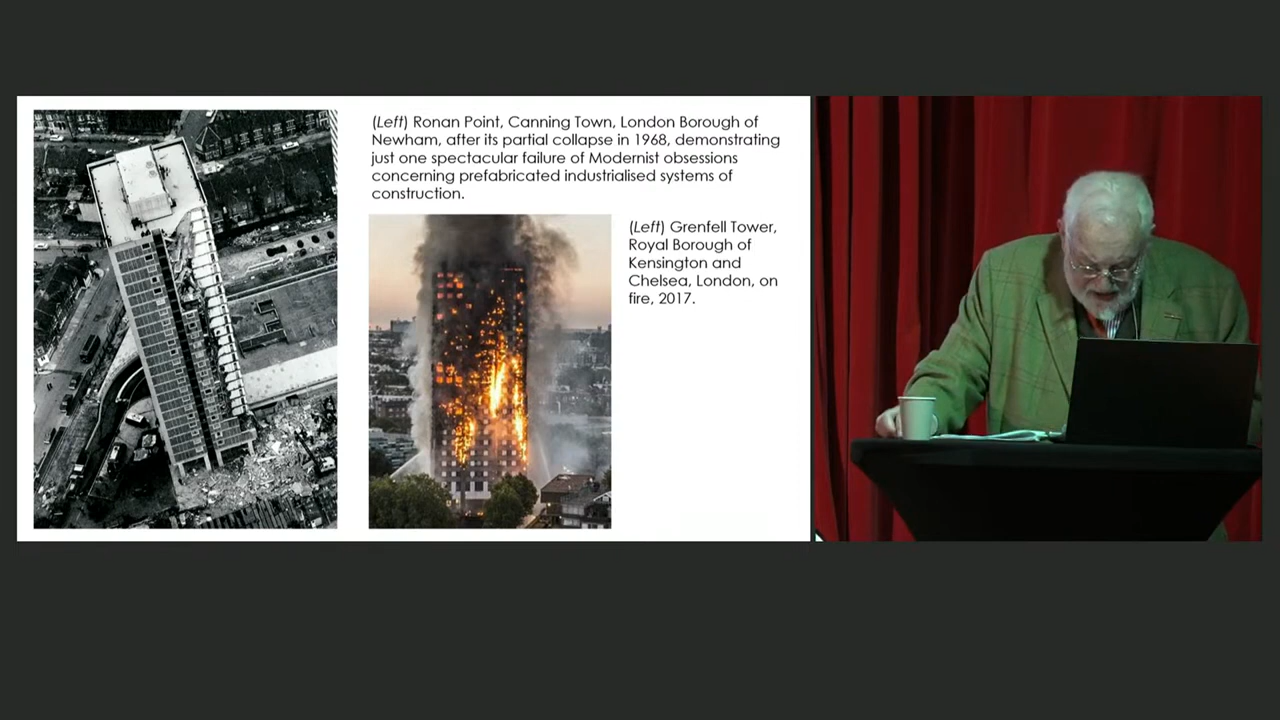 (Left) Ronan Point, Canning Town, London Borough of
Newham, after its partial collapse in 1968, demonstrating
just one spectacular failure of Modernist obsessions
concerning prefabricated industrialised systems of
construction.
(Left) Grenfell Tower,
Royal Borough of
Kensington and
Chelsea, London, on
fire, 2017.